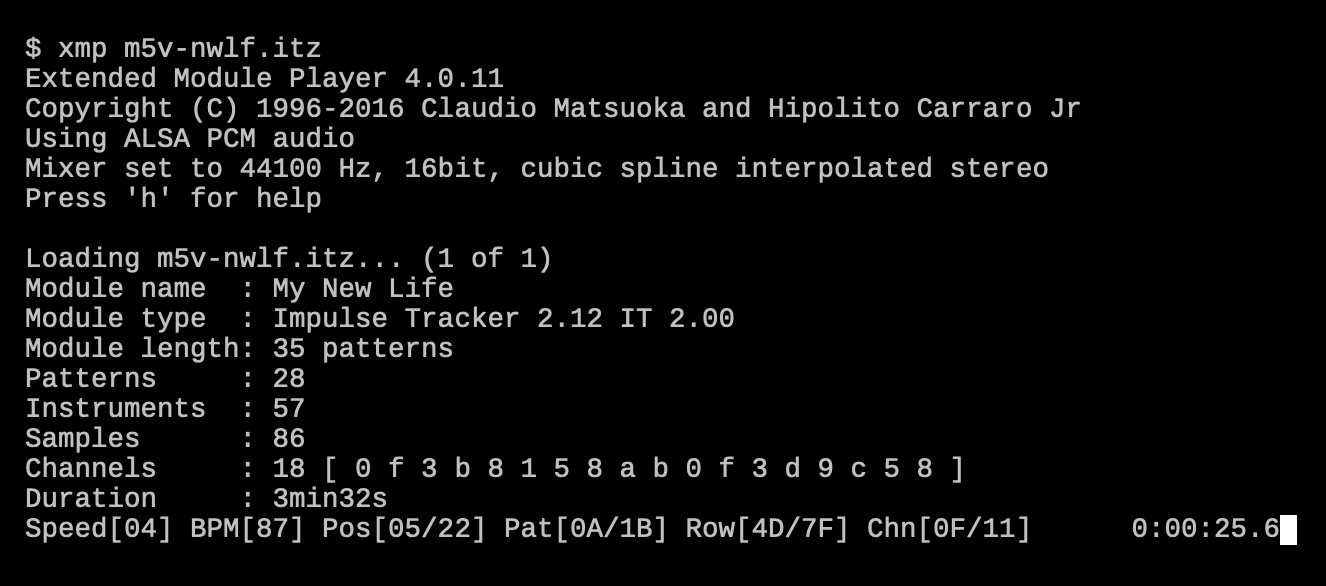 $ xmp m5v-nwlf.itz
Extended Module Player 4.0.11
Copyright (C) 1996-2016 Claudio Matsuoka and Hipolito Carraro Jr
Using ALSA PCM audio
Mixer set to 44100 Hz, 16bit, cubic spline interpolated stereo
Press 'h' for help

Loading m5v-nwlf.itz... (1 of 1)
Module name  : My New Life
Module type  : Impulse Tracker 2.12 IT 2.00
Module length: 35 patterns
Patterns     : 28
Instruments  : 57
Samples      : 86
Channels     : 18 [ 0 f 3 b 8 1 5 8 a b 0 f 3 d 9 c 5 8 ]
Duration     : 3min32s
Speed[04] BPM[87] Pos[05/22] Pat[0A/1B] Row[4D/7F] Chn[0F/11]      0:00:25.6